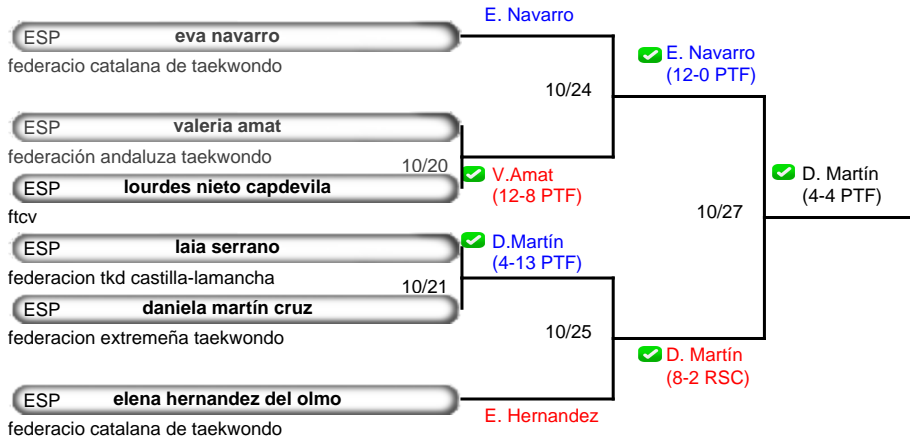 E. Navarro
ESP eva navarro
federacio catalana de taekwondo
E. Navarro
(12-0 PTF)
10/24
ESP valeria amat
federación andaluza taekwondo
10/20
V.Amat
(12-8 PTF)
ESP lourdes nieto capdevila
ftcv
D. Martín
(4-4 PTF)
10/27
ESP laia serrano
federacion tkd castilla-lamancha
D.Martín
(4-13 PTF)
10/21
ESP daniela martín cruz
federacion extremeña taekwondo
10/25
D. Martín
(8-2 RSC)
ESP elena hernandez del olmo
federacio catalana de taekwondo
E. Hernandez